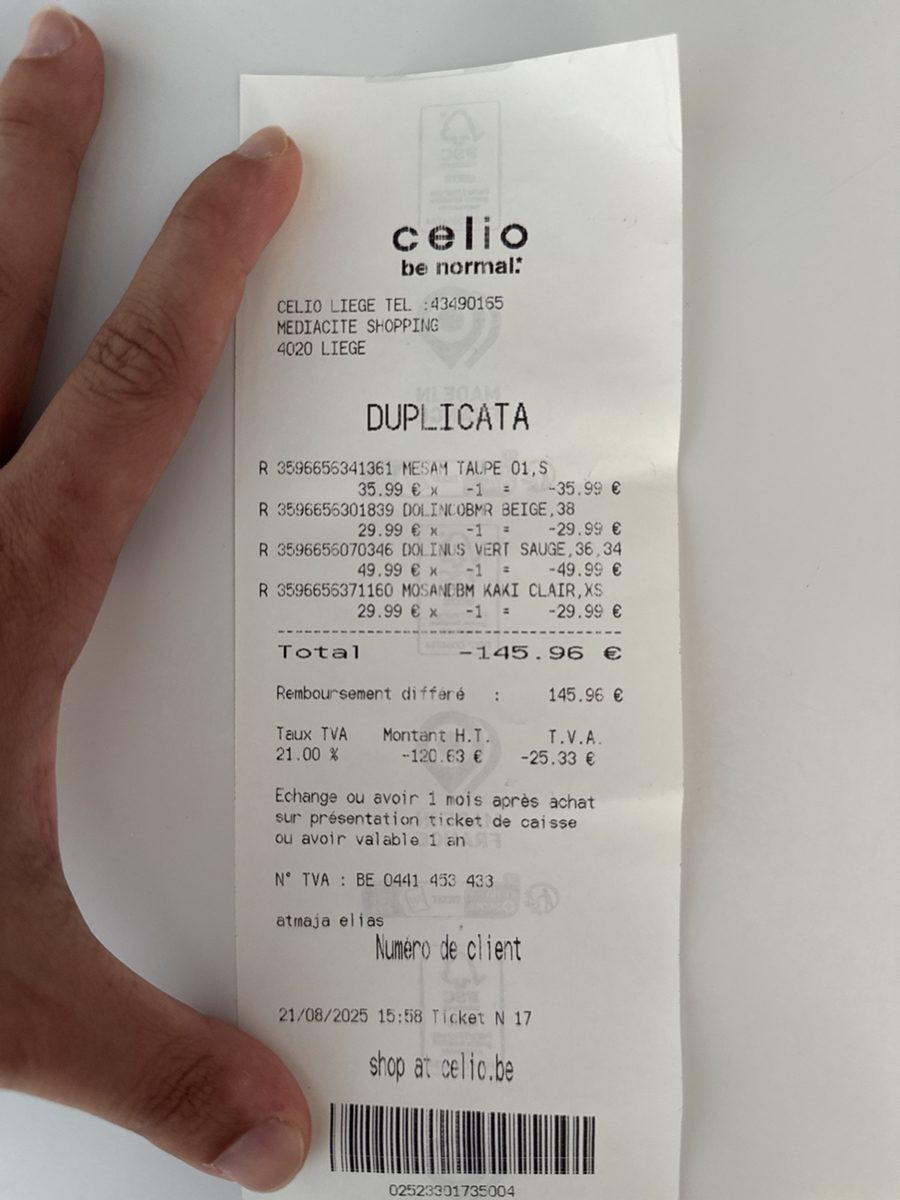 celio
be normal.*
CELIO LIEGE TEL :43490165
MEDIACITE SHOPPING
4020 LIEGE
DUPLICATA
R 3596656341361 MESAM TAUPE 01,S
35.99 € x -1 = -35.99 €
R 3596656301839 DOLINCOBMR BEIGE,38
29.99 € x -1 = -29.99 €
R 3596656070346 DOLINUS VERT SAUGE,36,34
49.99 € x -1 = -49.99 €
R 3596656371160 MOSANDBM KAKI CLAIR,XS
29.99 € x -1 = -29.99 €
Total -145.96 €
Remboursement différé : 145.96 €
Taux TVA Montant H.T. T.V.A.
21.00 % -120.63 € -25.33 €
Echange ou avoir 1 mois après achat
sur présentation ticket de caisse
ou avoir valable 1 an
N° TVA : BE 0441 453 433
atmaja elias
Numéro de client
21/08/2025 15:58 Ticket N 17
shop at celio.be
02523301735004